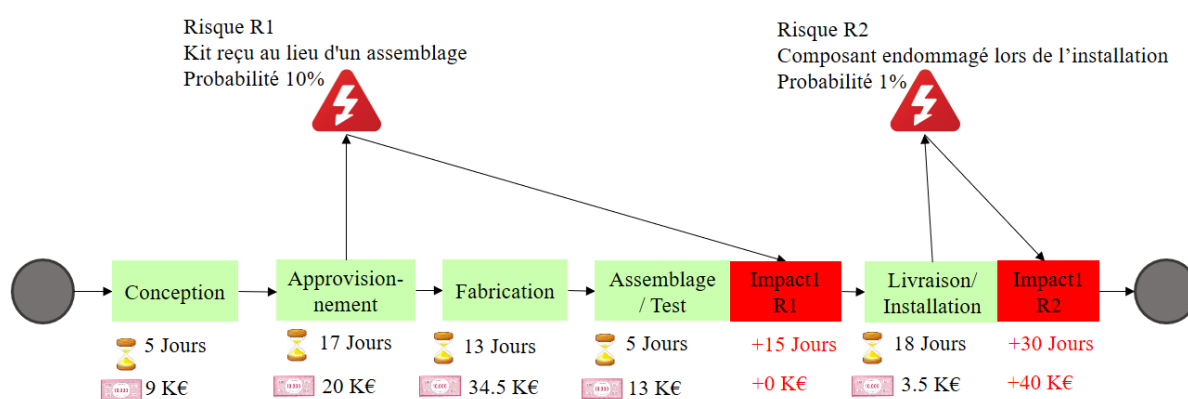 Risque R1
Kit reçu au lieu d'un assemblage
Probabilité 10%
Risque R2
Composant endommagé lors de l’installation
Probabilité 1%
Conception
Approvision-
nement
Fabrication
Assemblage
/ Test
Impact1
R1
Livraison/
Installation
Impact1
R2
5 Jours
17 Jours
13 Jours
5 Jours
+15 Jours
18 Jours
+30 Jours
9 K€
20 K€
34.5 K€
13 K€
+0 K€
3.5 K€
+40 K€